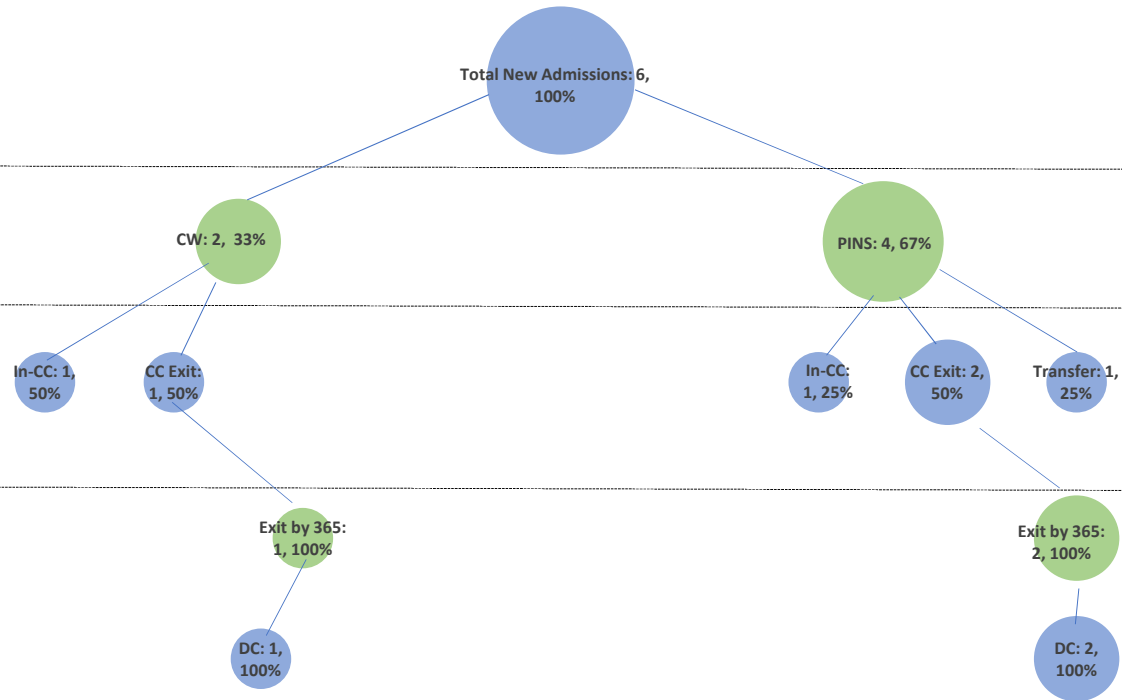 Total New Admissions: 6,
100%
CW: 2,  33%
PINS: 4, 67%
In-CC: 1,
50%
CC Exit:
1, 50%
In-CC:
1, 25%
CC Exit: 2,
50%
Transfer: 1,
25%
Exit by 365:
1, 100%
Exit by 365:
2, 100%
DC: 1,
100%
DC: 2,
100%